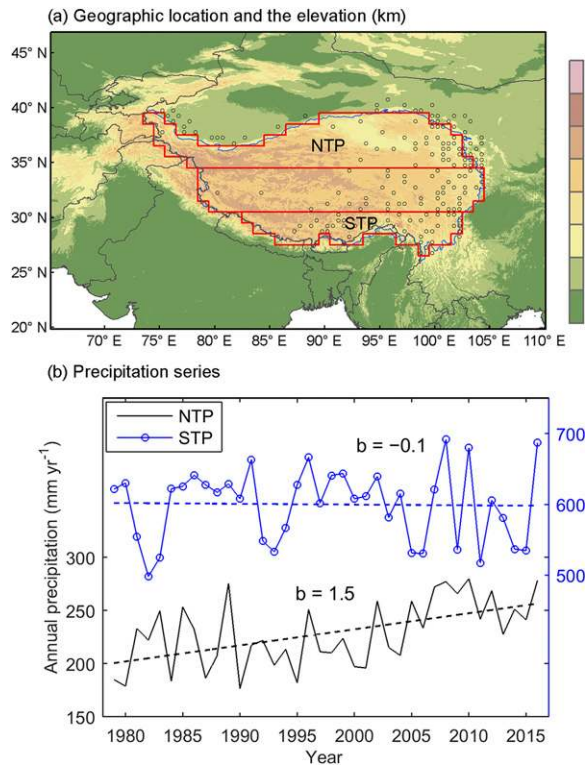 (a) Geographic location and the elevation (km)
45° N
40° N
35° N
30° N
25° N
20° N
NTP
STP
70° E 75° E 80° E 85° E 90° E 95° E 100° E 105° E 110° E
(b) Precipitation series
NTP
STP
b = −0.1
b = 1.5
Annual precipitation (mm yr-1)
300
250
200
150
700
600
500
1980 1985 1990 1995 2000 2005 2010 2015
Year